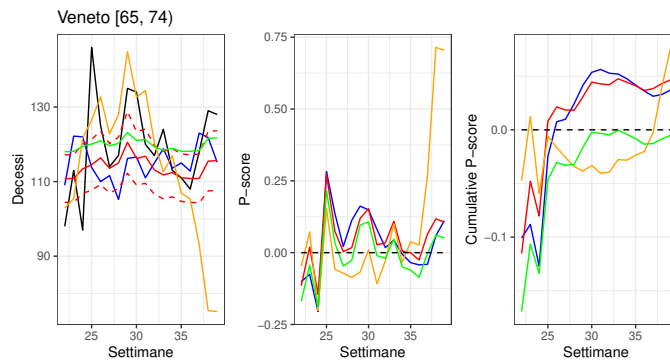 Veneto [65, 74)
Decessi
130
110
90
25
30
35
Settimane
P−score
0.75
0.50
0.25
0.00
−0.25
25
30
35
Settimane
Cumulative P−score
0.0
−0.1
25
30
35
Settimane